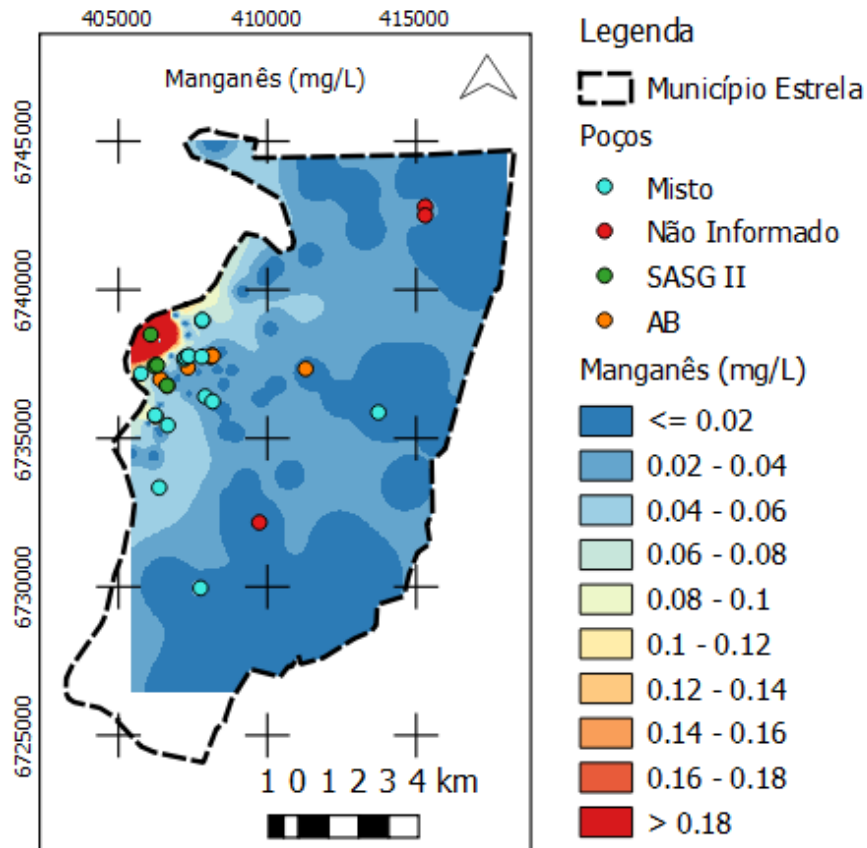 405000 410000 415000
Manganês (mg/L)
6745000
6740000
6735000
6730000
6725000
1 0 1 2 3 4 km
Legenda
Município Estrela
Poços
Misto
Não Informado
SASG II
AB
Manganês (mg/L)
<= 0.02
0.02 - 0.04
0.04 - 0.06
0.06 - 0.08
0.08 - 0.1
0.1 - 0.12
0.12 - 0.14
0.14 - 0.16
0.16 - 0.18
> 0.18